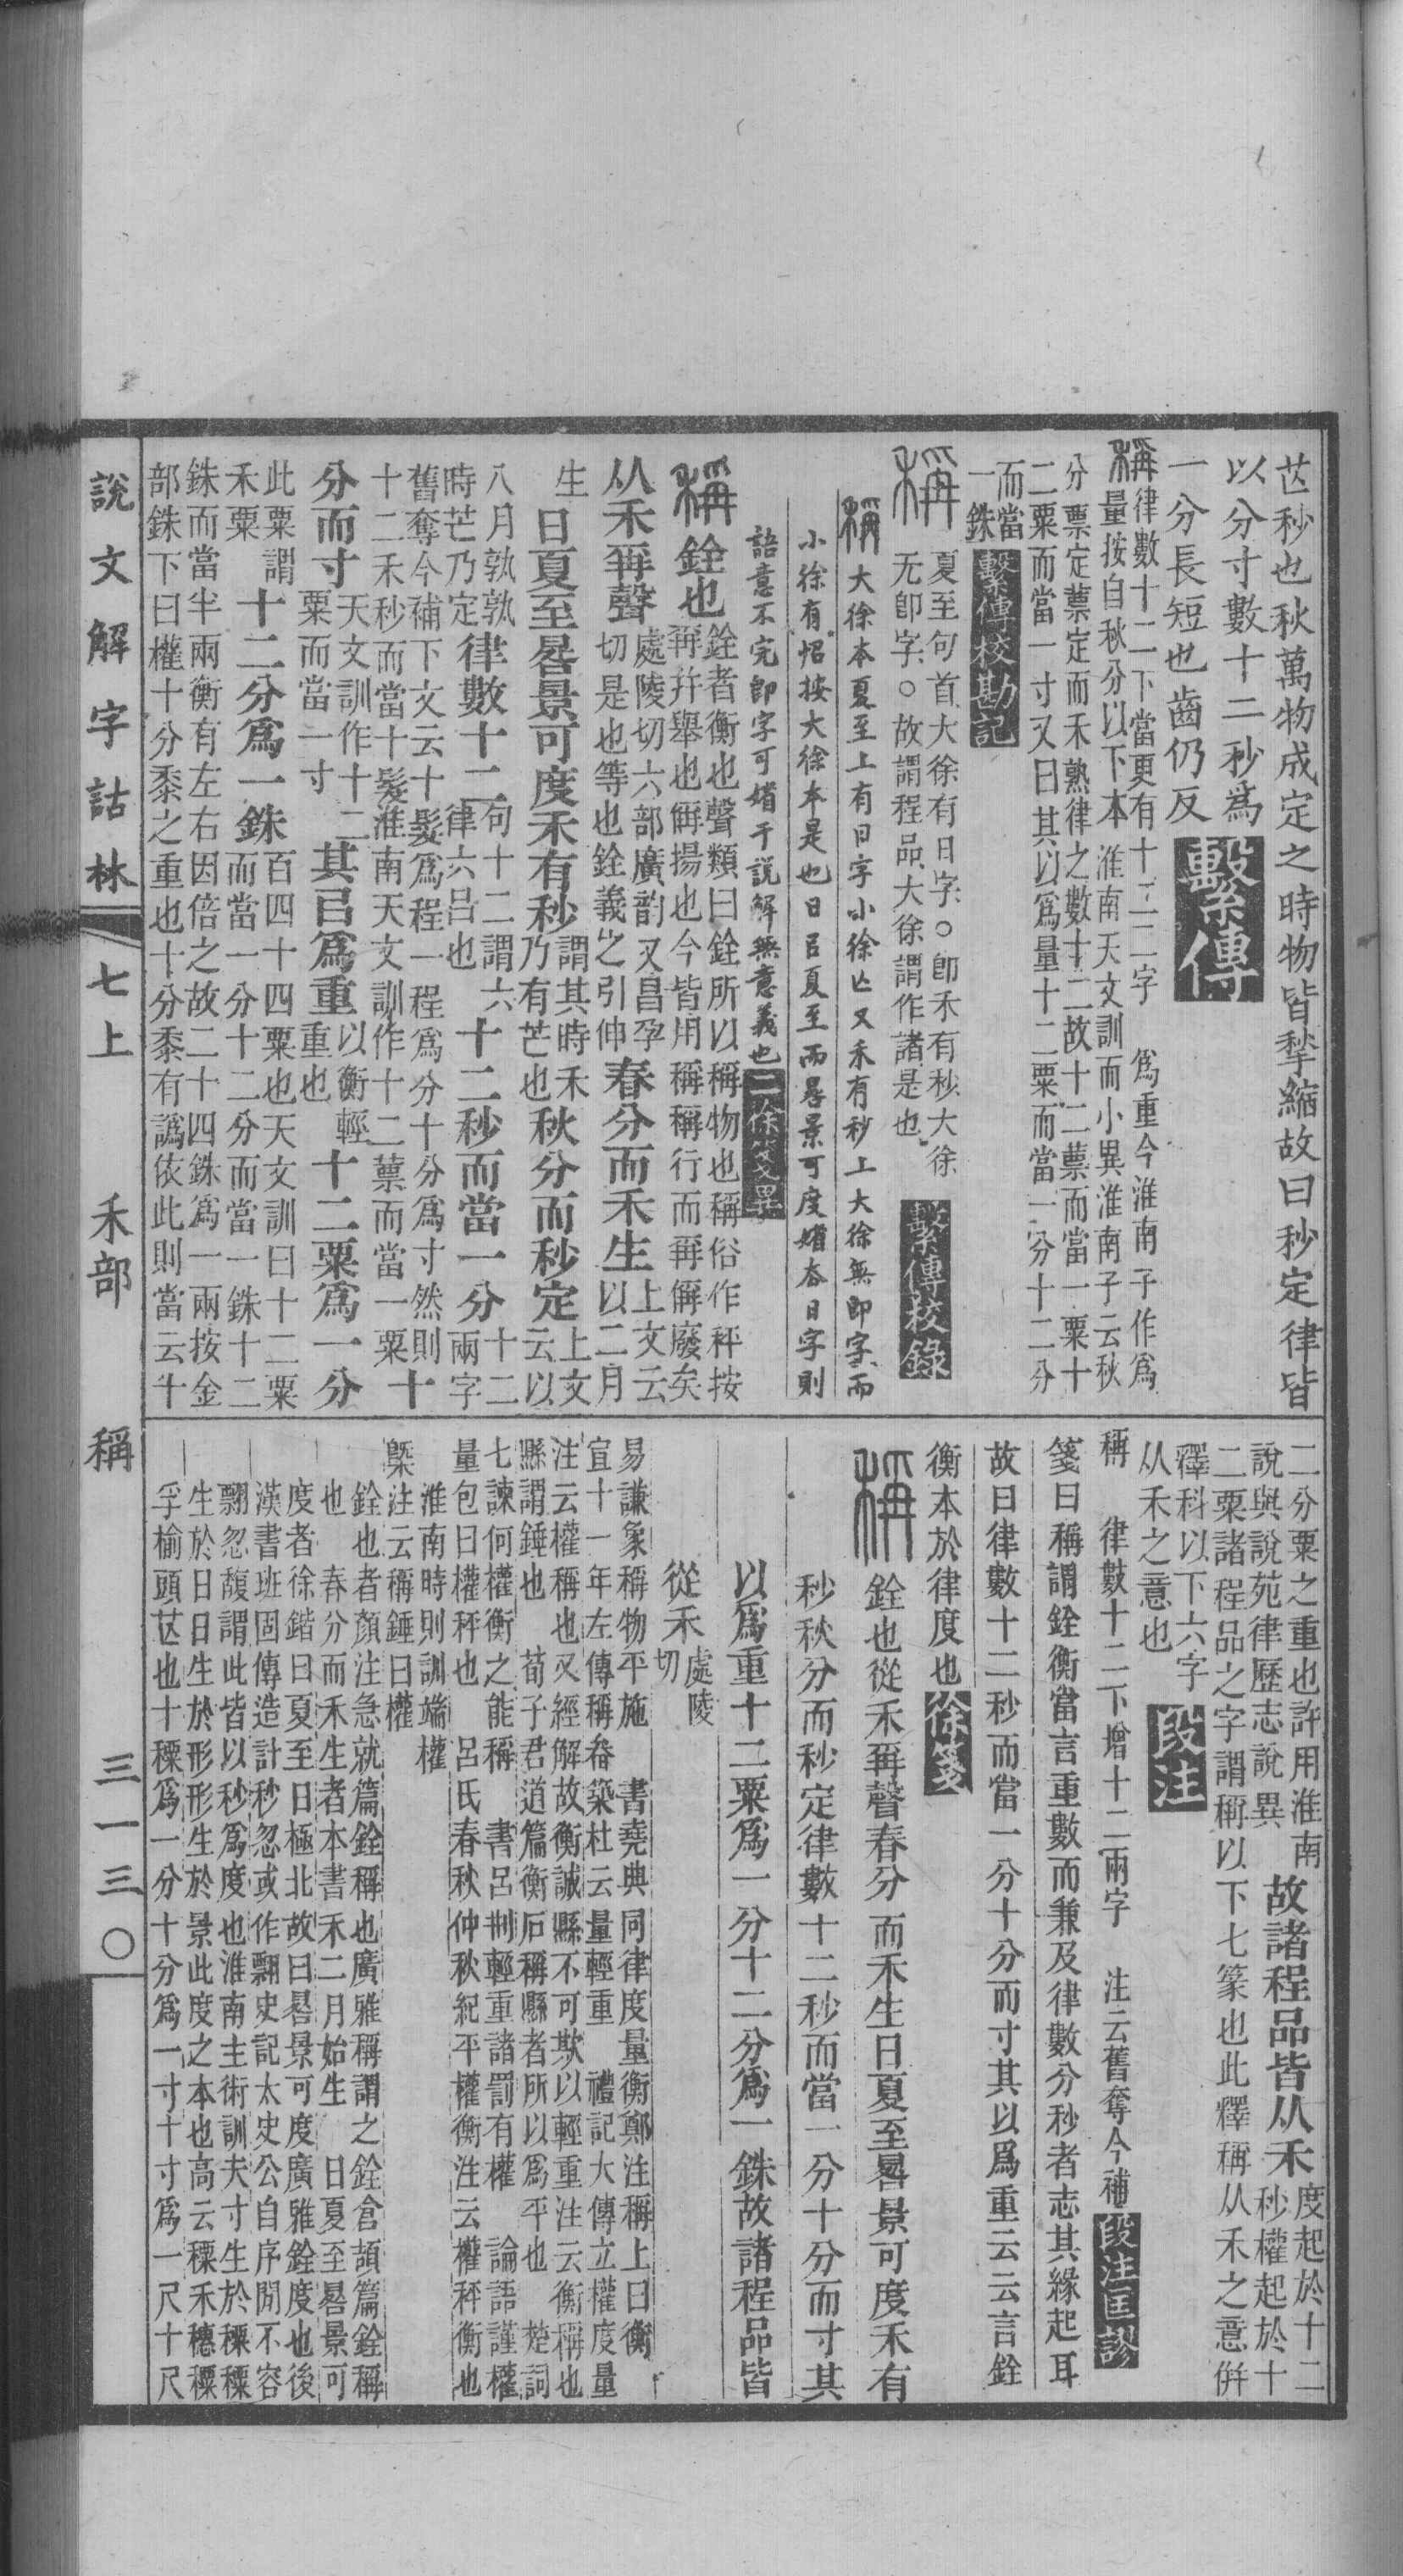 芒秒也秋萬物成定之時物皆揫縮故曰秒定律皆
以分寸數十二秒爲
一分長短也齒仍反
繫傳
稱
律數十二下當更有十二二字　爲重今淮南子作爲
量按自秋分以下本　淮南天文訓而小異淮南子云秋
分蔈定蔈定而禾熟律之數十二故十二蔈而當一粟十
二粟而當一寸又曰其以爲量十二粟而當一分十二分
而當
一銖
繫傳校勘記
稱
夏至句首大徐有日字○卽禾有秒大徐
无卽字○故謂程品大徐謂作諸是也
繫傳校錄
稱大徐本夏至上有日字小徐亡又禾有秒上大徐無卽字而
小徐有怊按大徐本是也日曰夏至而晷景可度婼去日字則
語意不完卽字可婼于說解無意義也
二徐箋異
稱
銓也
銓者衡也聲類曰銓所以稱物也稱俗作秤按
爯幷舉也偁揚也今皆用稱稱行而爯偁廢矣
从禾爯聲
處陵切六部廣韵又昌孕
切是也等也銓義之引伸
春分而禾生
上文云
以二月
生
日夏至晷景可度禾有秒
謂其時禾
乃有芒也
秋分而秒定
上文
云以
八月孰孰
時芒乃定
律數十二
句十二謂六
律六呂也
十二秒而當一分
十二
兩字
舊奪今補下文云十髮爲程一程爲分十分爲寸然則
十二禾秒而當十髮淮南天文訓作十二蔈而當一粟
十
分而寸
天文訓作十二
粟而當一寸
其㠯爲重
以衡輕
重也
十二粟爲一分
此粟謂
禾粟
十二分爲一銖
百四十四粟也天文訓曰十二粟
而當一分十二分而當一銖十二
銖而當半兩衡有左右因倍之故二十四銖爲一兩按金
部銖下曰權十分黍之重也十分黍有譌依此則當云十
二分粟之重也許用淮南
說與說苑律歷志說異
故諸程品皆从禾
度起於十二
秒權起於十
二粟諸程品之字謂稱以下七篆也此釋稱从禾之意倂
釋科以下六字
从禾之意也
段注
稱　律數十二下增十二兩字　注云舊奪今補
段注匡謬
箋曰稱謂銓衡當言重數而兼及律數分秒者志其緣起耳
故曰律數十二秒而當一分十分而寸其以爲重云云言銓
衡本於律度也
徐箋
稱
銓也從禾爯聲春分而禾生日夏至晷景可度禾有
秒秋分而秒定律數十二秒而當一分十分而寸其
以爲重十二粟爲一分十二分爲一銖故諸程品皆
從禾
處陵
切
易謙象稱物平施　書堯典同律度量衡鄭注稱上曰衡
宣十一年左傳稱畚築杜云量輕重　禮記大傳立權度量
注云權稱也又經解故衡誠縣不可欺以輕重注云衡稱也
縣謂錘也　荀子君道篇衡石稱縣者所以爲平也　楚詞
七諫何權衡之能稱　書呂㓝輕重諸罰有權　論語謹權
量包曰權秤也　呂氏春秋仲秋紀平權衡注云權秤衡也
淮南時則訓端權
槩注云稱錘曰權
銓也者顏注急就篇銓稱也廣雅稱謂之銓倉頡篇銓稱
也　春分而禾生者本書禾二月始生　日夏至晷景可
度者徐鍇曰夏至日極北故曰晷景可度廣雅銓度也後
漢書班固傳造計秒忽或作翲史記太史公自序閒不容
翲忽馥謂此皆以秒爲度也淮南主術訓夫寸生於䅺䅺
生於日日生於形形生於景此度之本也高云䅺禾穗䅺
孚榆頭芒也十䅺爲一分十分爲一寸十寸爲一尺十尺
說文解字詁林　七上　禾部　稱　三一三〇